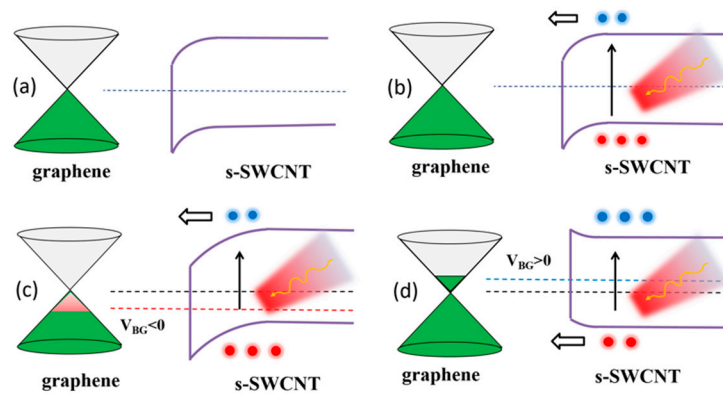 (a)
graphene
s-SWCNT
(b)
graphene
s-SWCNT
(c)
V_BG<0
graphene
s-SWCNT
(d)
V_BG>0
graphene
s-SWCNT